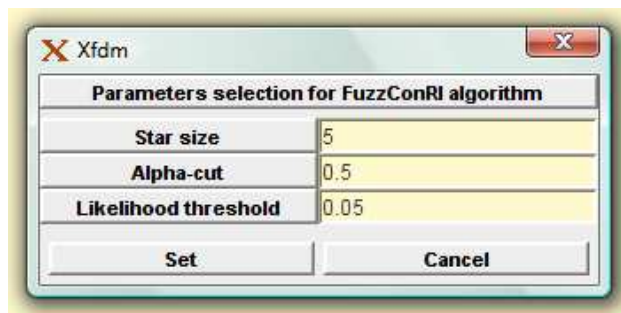 Xfdm
Parameters selection for FuzzConRI algorithm
Star size 5
Alpha-cut 0.5
Likelihood threshold 0.05
Set Cancel